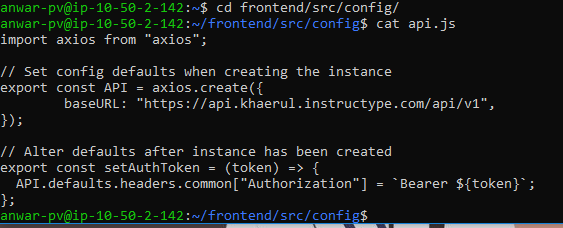 anwar-pv@ip-10-50-2-142:~$ cd frontend/src/config/
anwar-pv@ip-10-50-2-142:~/frontend/src/config$ cat api.js
import axios from "axios";

// Set config defaults when creating the instance
export const API = axios.create({
        baseURL: "https://api.khaerul.instructype.com/api/v1",
});

// Alter defaults after instance has been created
export const setAuthToken = (token) => {
  API.defaults.headers.common["Authorization"] = `Bearer ${token}`;
};
anwar-pv@ip-10-50-2-142:~/frontend/src/config$